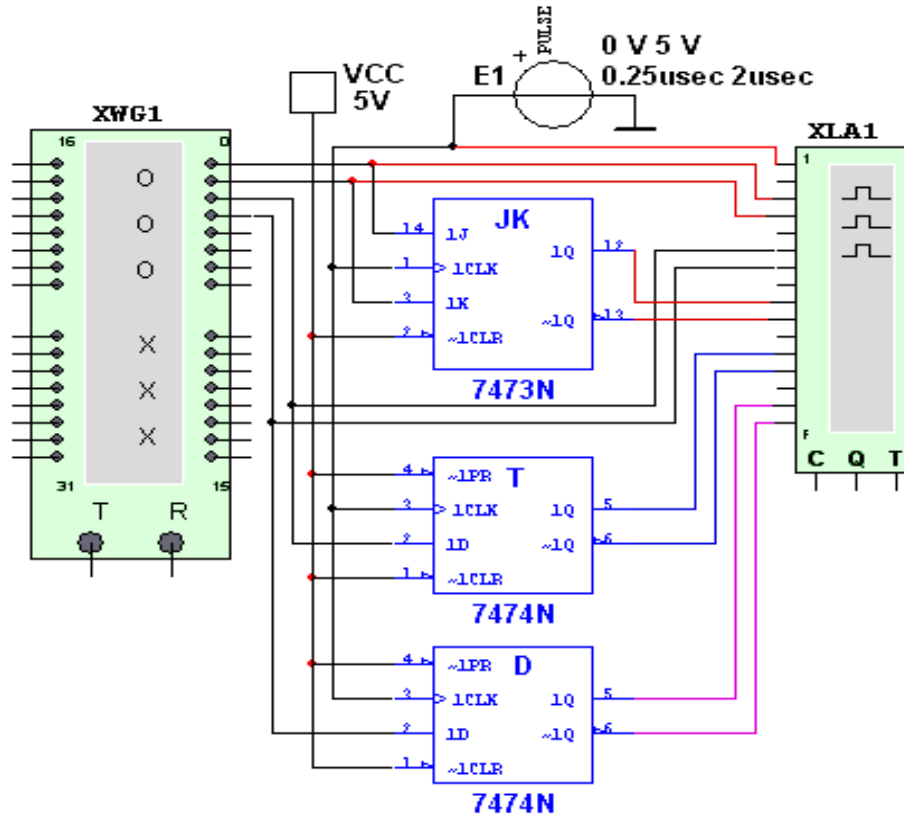 PULSE
+
0 V 5 V
0.25usec 2usec
E1
VCC
5V
XWG1
XLA1
16
0
O
O
O
X
X
X
31
15
T
R
1
F
C Q T
JK
14 1J
1 1CLK
3 1K
2 ~1CLR
1Q 12
~1Q 13
7473N
T
4 ~1PR
3 1CLK
2 1D
1 ~1CLR
1Q 5
~1Q 6
7474N
D
4 ~1PR
3 1CLK
2 1D
1 ~1CLR
1Q 5
~1Q 6
7474N